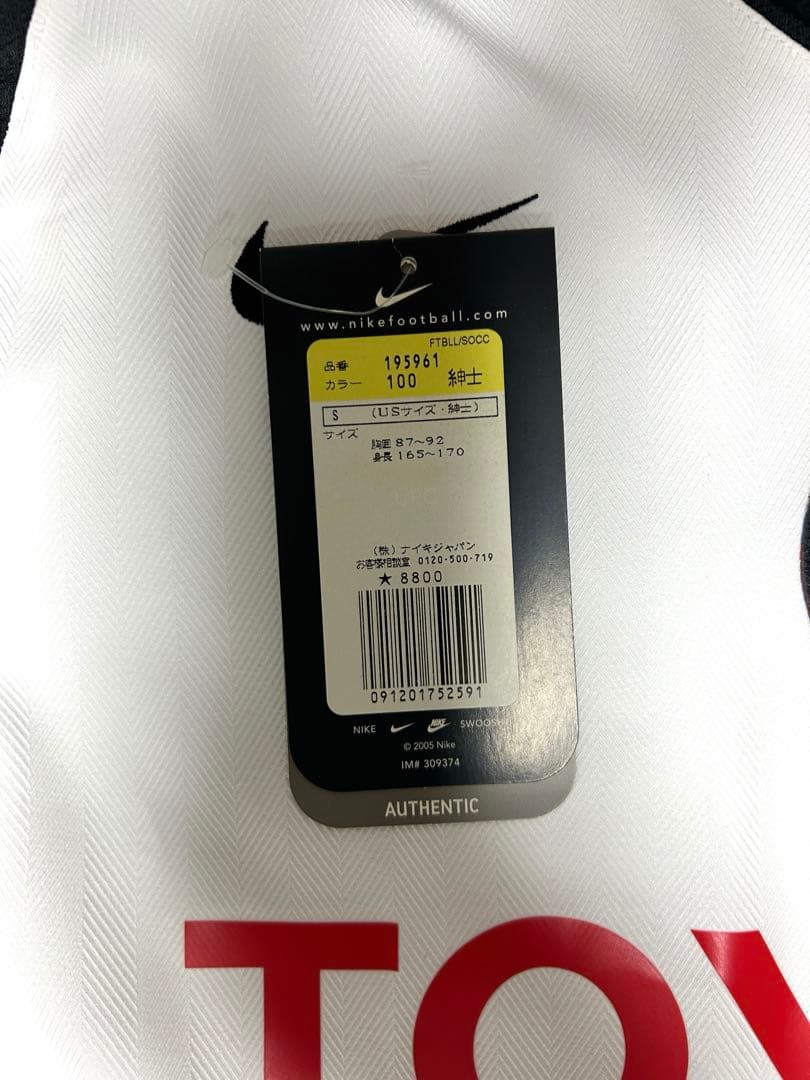 www.nikefootball.com
FTBLL/SOCC
品番 195961
カラー 100 紳士
S (USサイズ・紳士)
サイズ
胸囲 87〜92
身長 165〜170
(株)ナイキジャパン
お客様相談室 0120-500-719
★ 8800
091201752591
NIKE NIKE SWOOSH
© 2005 Nike
IM# 309374
AUTHENTIC
TOY